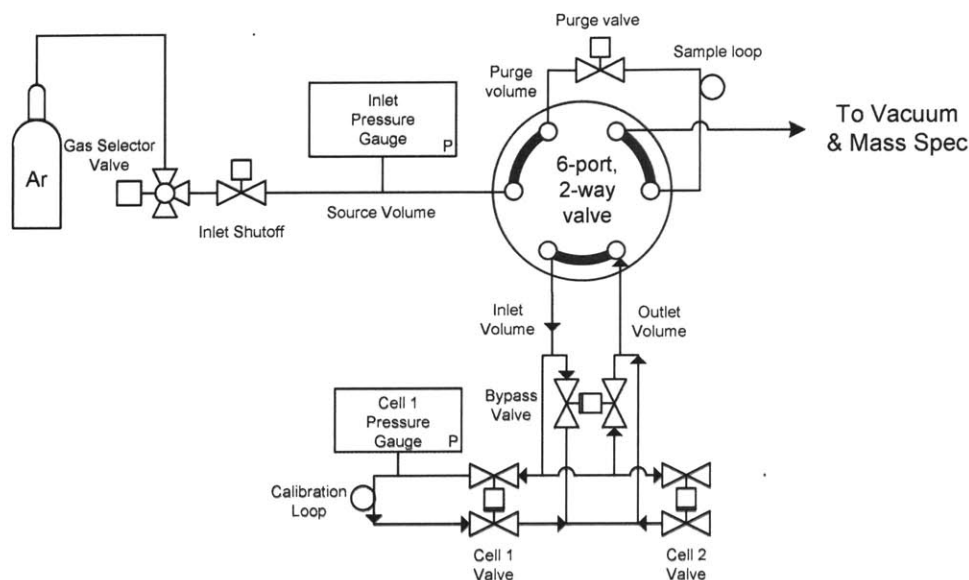 Purge valve
Sample loop
Purge
volume
Inlet
Pressure
Gauge
P
To Vacuum
& Mass Spec
Gas Selector
Valve
Ar
6-port,
2-way
valve
Source Volume
Inlet Shutoff
Inlet
Volume
Outlet
Volume
Cell 1
Pressure
Gauge
P
Bypass
Valve
Calibration
Loop
Cell 1
Valve
Cell 2
Valve